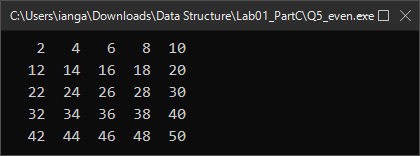 C:\Users\ianga\Downloads\Data Structure\Lab01_PartC\Q5_even.exe
2 4 6 8 10
12 14 16 18 20
22 24 26 28 30
32 34 36 38 40
42 44 46 48 50